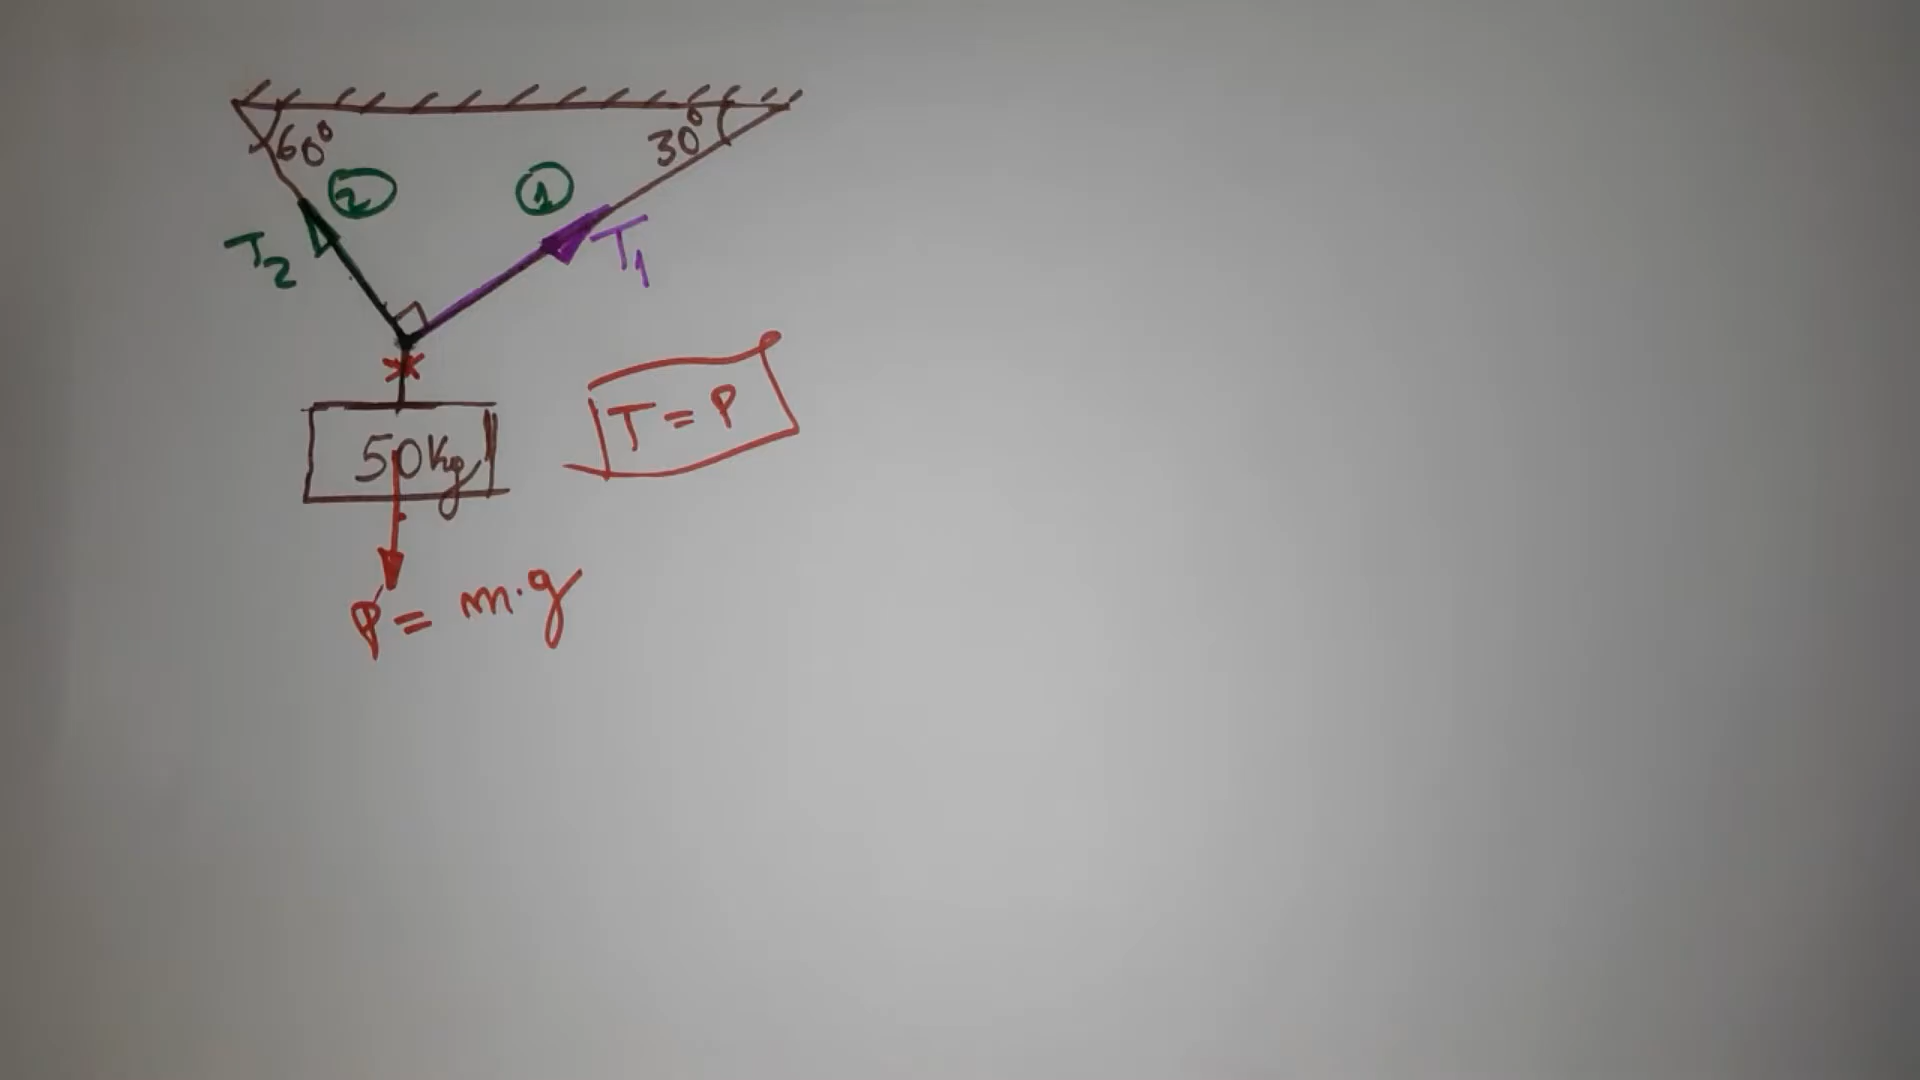 60° 30°
2 1
T2 T1
T = P
50Kg
P = m.g